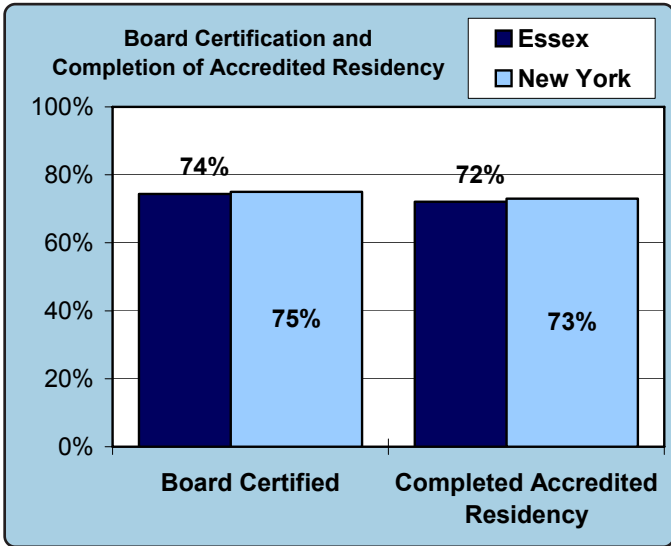 Board Certification and
Completion of Accredited Residency
Essex
New York
100%
80%
60%
40%
20%
0%
74%
75%
72%
73%
Board Certified
Completed Accredited
Residency